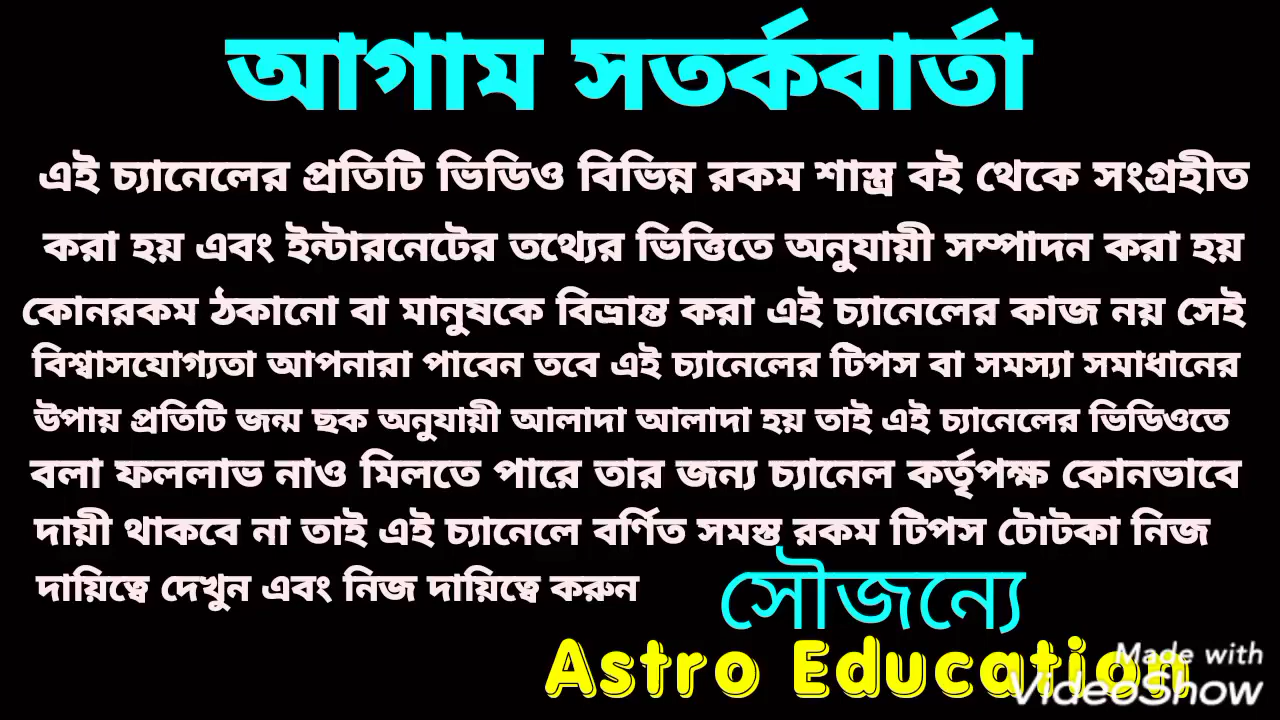 আগাম সতর্কবার্তা
এই চ্যানেলের প্রতিটি ভিডিও বিভিন্ন রকম শাস্ত্র বই থেকে সংগ্রহীত
করা হয় এবং ইন্টারনেটের তথ্যের ভিত্তিতে অনুযায়ী সম্পাদন করা হয়
কোনরকম ঠকানো বা মানুষকে বিভ্রান্ত করা এই চ্যানেলের কাজ নয় সেই
বিশ্বাসযোগ্যতা আপনারা পাবেন তবে এই চ্যানেলের টিপস বা সমস্যা সমাধানের
উপায় প্রতিটি জন্ম ছক অনুযায়ী আলাদা আলাদা হয় তাই এই চ্যানেলের ভিডিওতে
বলা ফললাভ নাও মিলতে পারে তার জন্য চ্যানেল কর্তৃপক্ষ কোনভাবে
দায়ী থাকবে না তাই এই চ্যানেলে বর্ণিত সমস্ত রকম টিপস টোটকা নিজ
দায়িত্বে দেখুন এবং নিজ দায়িত্বে করুন
সৌজন্যে
Astro Education
Made with
VideoShow